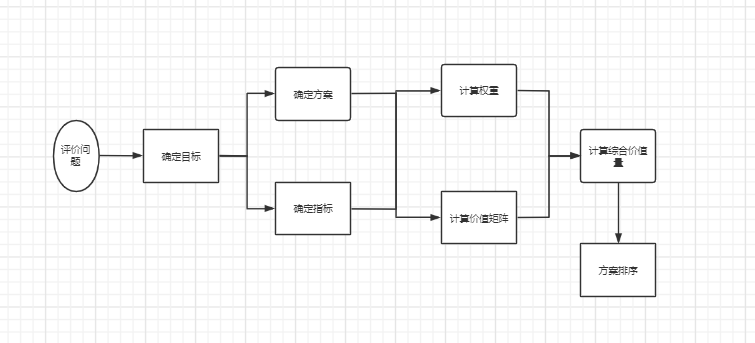 评价问
题
确定目标
确定方案
确定指标
计算权重
计算价值矩阵
计算综合价值
量
方案排序